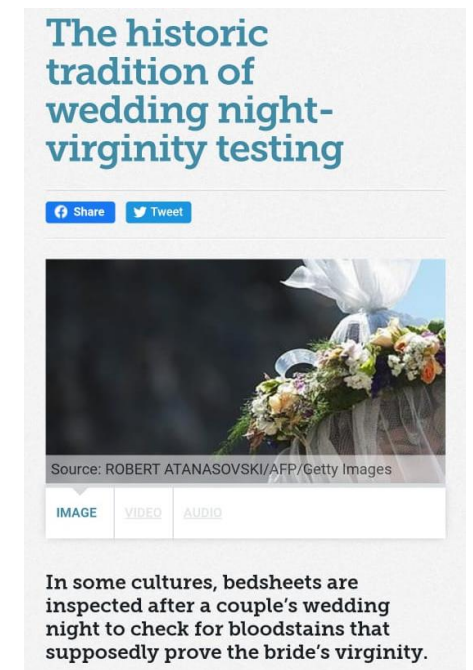 The historic
tradition of
wedding night-
virginity testing
Share
Tweet
Source: ROBERT ATANASOVSKI/AFP/Getty Images
IMAGE
VIDEO
AUDIO
In some cultures, bedsheets are
inspected after a couple's wedding
night to check for bloodstains that
supposedly prove the bride's virginity.